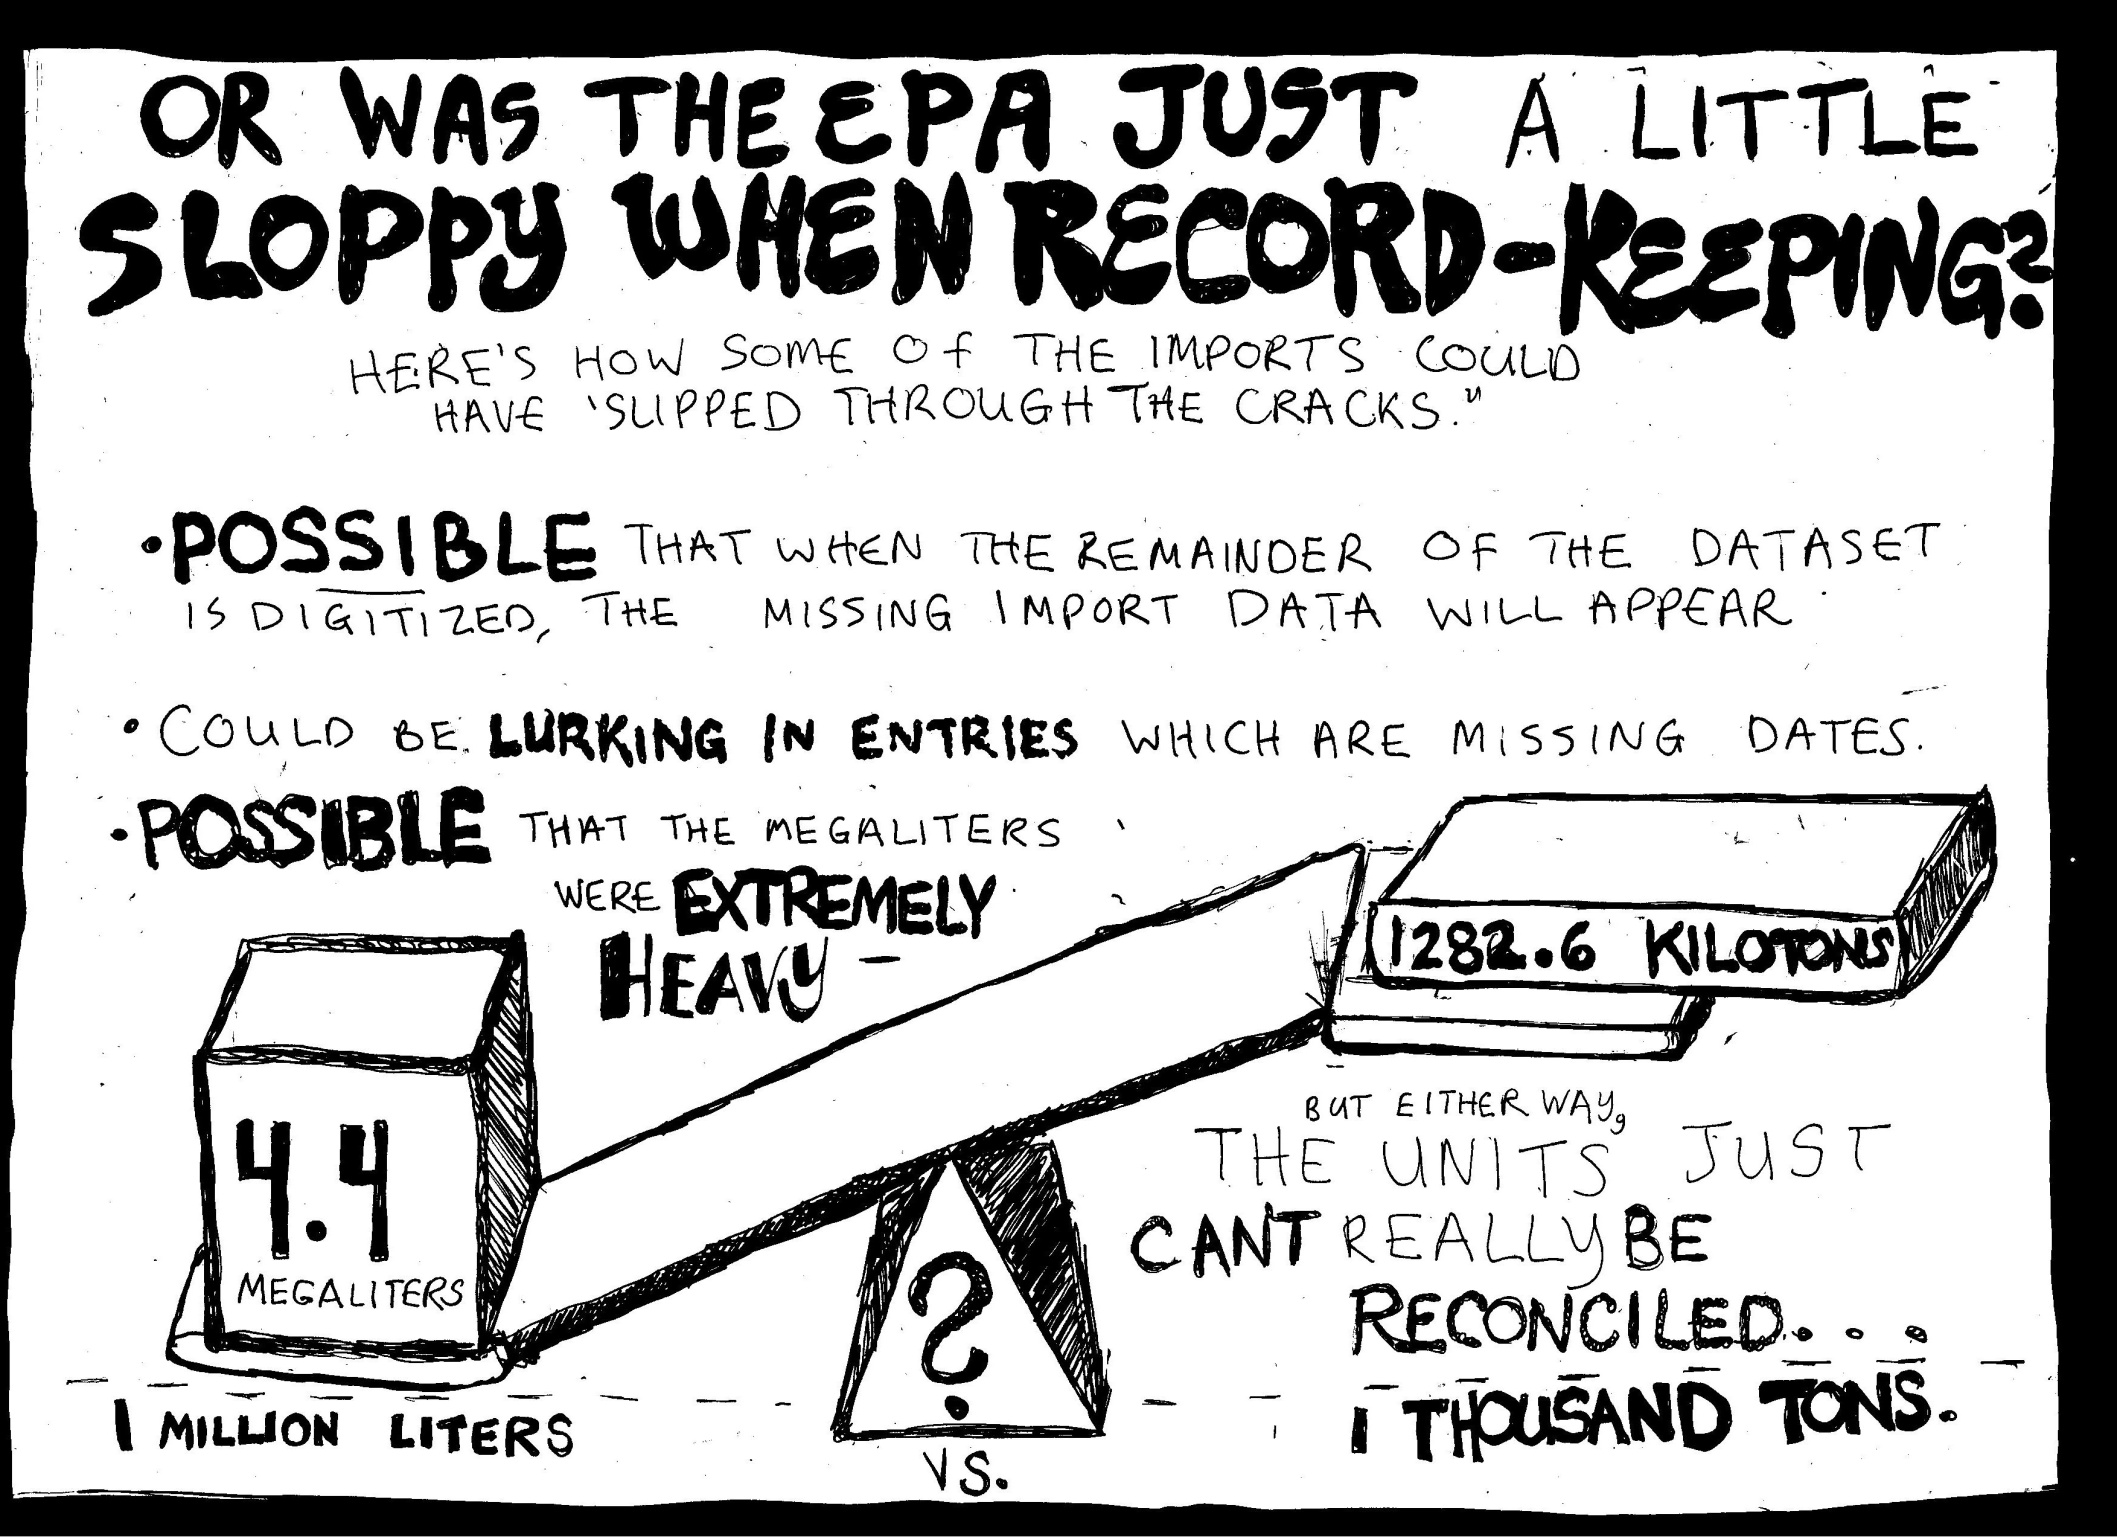 OR WAS THE EPA JUST A LITTLE
SLOPPY WHEN RECORD-KEEPING?
HERE'S HOW SOME OF THE IMPORTS COULD
HAVE 'SLIPPED THROUGH THE CRACKS."
•POSSIBLE THAT WHEN THE REMAINDER OF THE DATASET
IS DIGITIZED, THE MISSING IMPORT DATA WILL APPEAR
• COULD BE LURKING IN ENTRIES WHICH ARE MISSING DATES.
•POSSIBLE THAT THE MEGALITERS
WERE EXTREMELY
HEAVY –
1282.6 KILOTONS
4.4
MEGALITERS
?
BUT EITHER WAY,
THE UNITS JUST
CANT REALLY BE
RECONCILED...
1 MILLION LITERS
VS.
1 THOUSAND TONS.